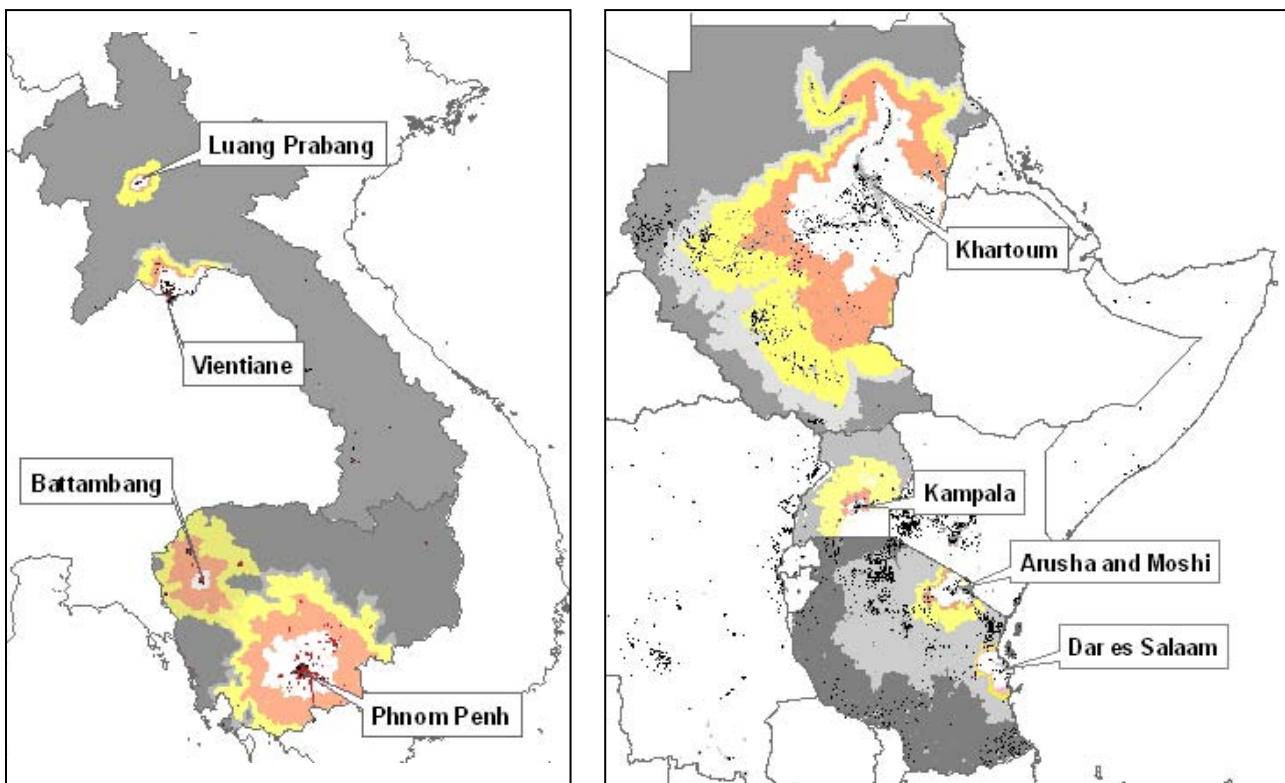 Luang Prabang
Vientiane
Battambang
Phnom Penh
Khartoum
Kampala
Arusha and Moshi
Dar es Salaam